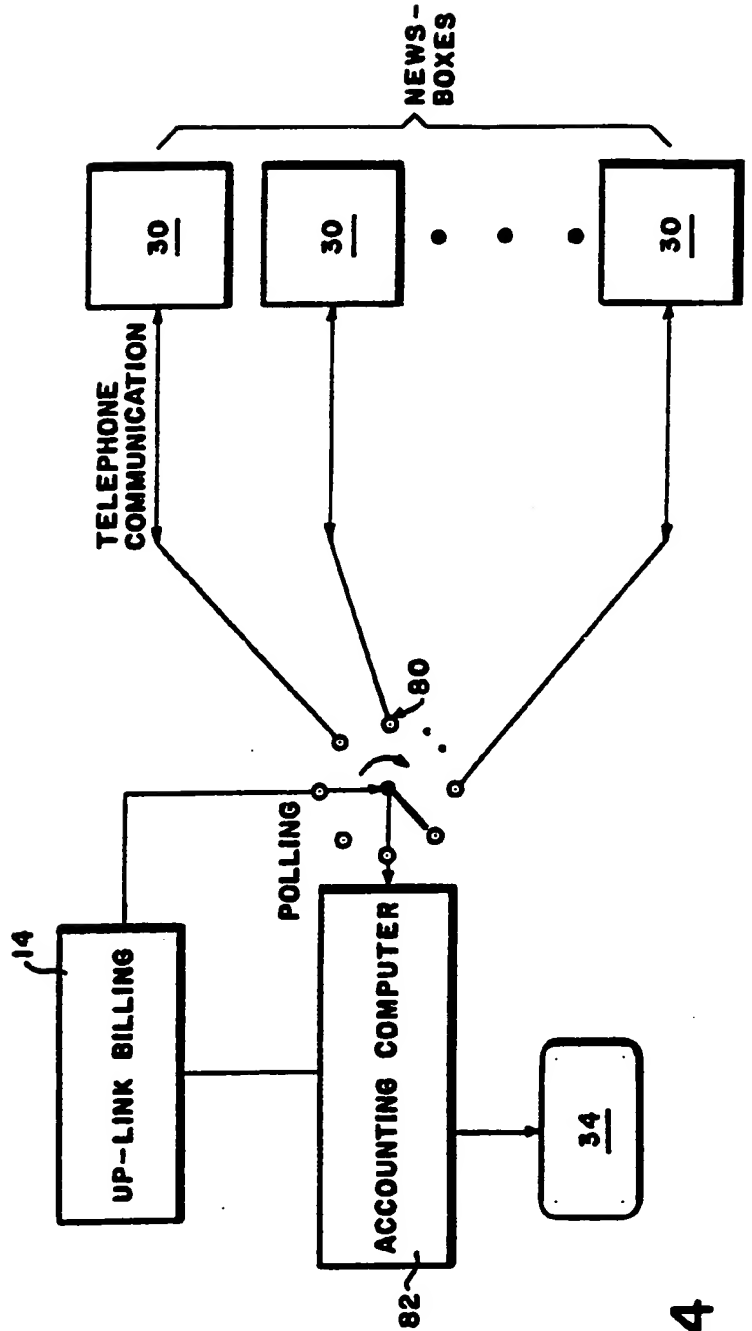 14
UP-LINK BILLING
TELEPHONE
COMMUNICATION
30
POLLING
30
ACCOUNTING COMPUTER
82
80
NEWS-
BOXES
34
30
4